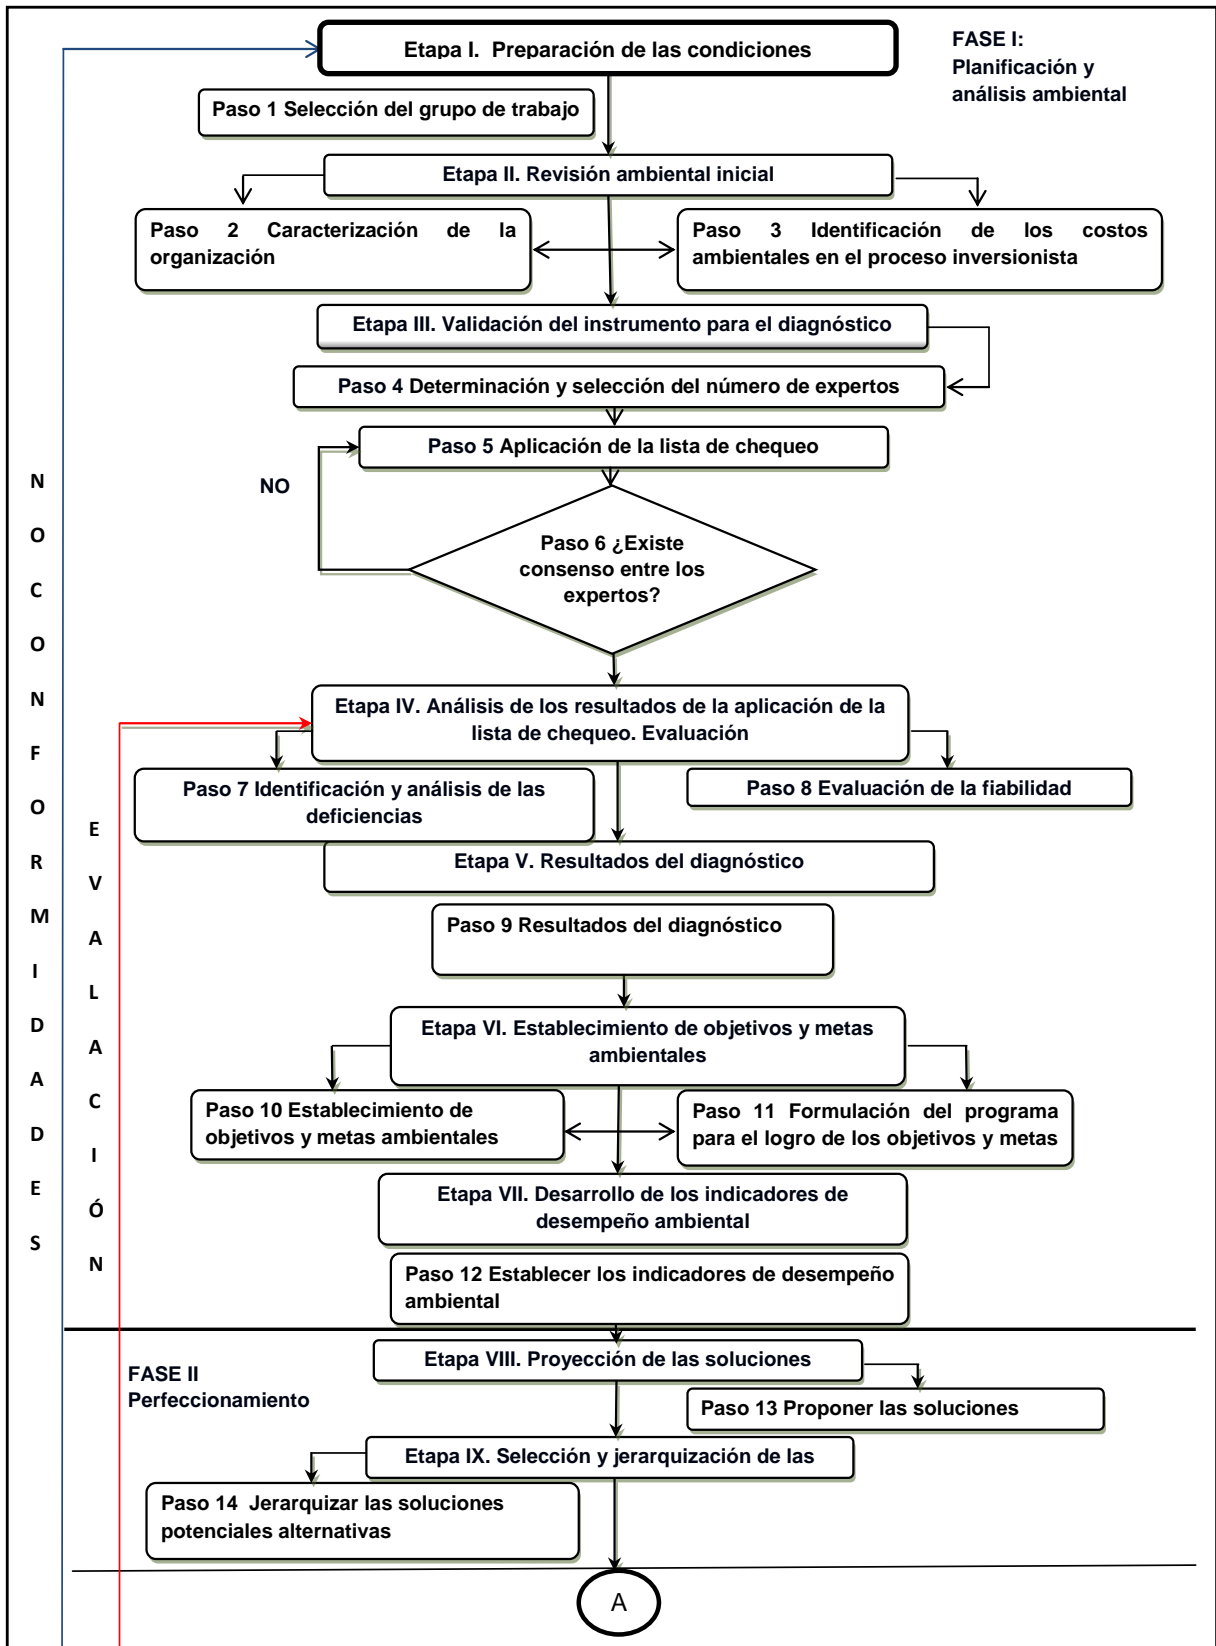 Etapa I.  Preparación de las condiciones
FASE I:
Planificación y
análisis ambiental
Paso 1 Selección del grupo de trabajo
Etapa II. Revisión ambiental inicial
Paso 2 Caracterización de la
organización
Paso 3 Identificación de los costos
ambientales en el proceso inversionista
Etapa III. Validación del instrumento para el diagnóstico
Paso 4 Determinación y selección del número de expertos
Paso 5 Aplicación de la lista de chequeo
NO
Paso 6 ¿Existe
consenso entre los
expertos?
Etapa IV. Análisis de los resultados de la aplicación de la
lista de chequeo. Evaluación
Paso 7 Identificación y análisis de las
deficiencias
Paso 8 Evaluación de la fiabilidad
Etapa V. Resultados del diagnóstico
Paso 9 Resultados del diagnóstico
Etapa VI. Establecimiento de objetivos y metas
ambientales
Paso 10 Establecimiento de
objetivos y metas ambientales
Paso 11 Formulación del programa
para el logro de los objetivos y metas
Etapa VII. Desarrollo de los indicadores de
desempeño ambiental
Paso 12 Establecer los indicadores de desempeño
ambiental
N
O
C
O
N
F
O
R
M
I
D
A
D
E
S
E
V
A
L
A
C
I
Ó
N
Etapa VIII. Proyección de las soluciones
FASE II
Perfeccionamiento
Paso 13 Proponer las soluciones
Etapa IX. Selección y jerarquización de las
Paso 14  Jerarquizar las soluciones
potenciales alternativas
A